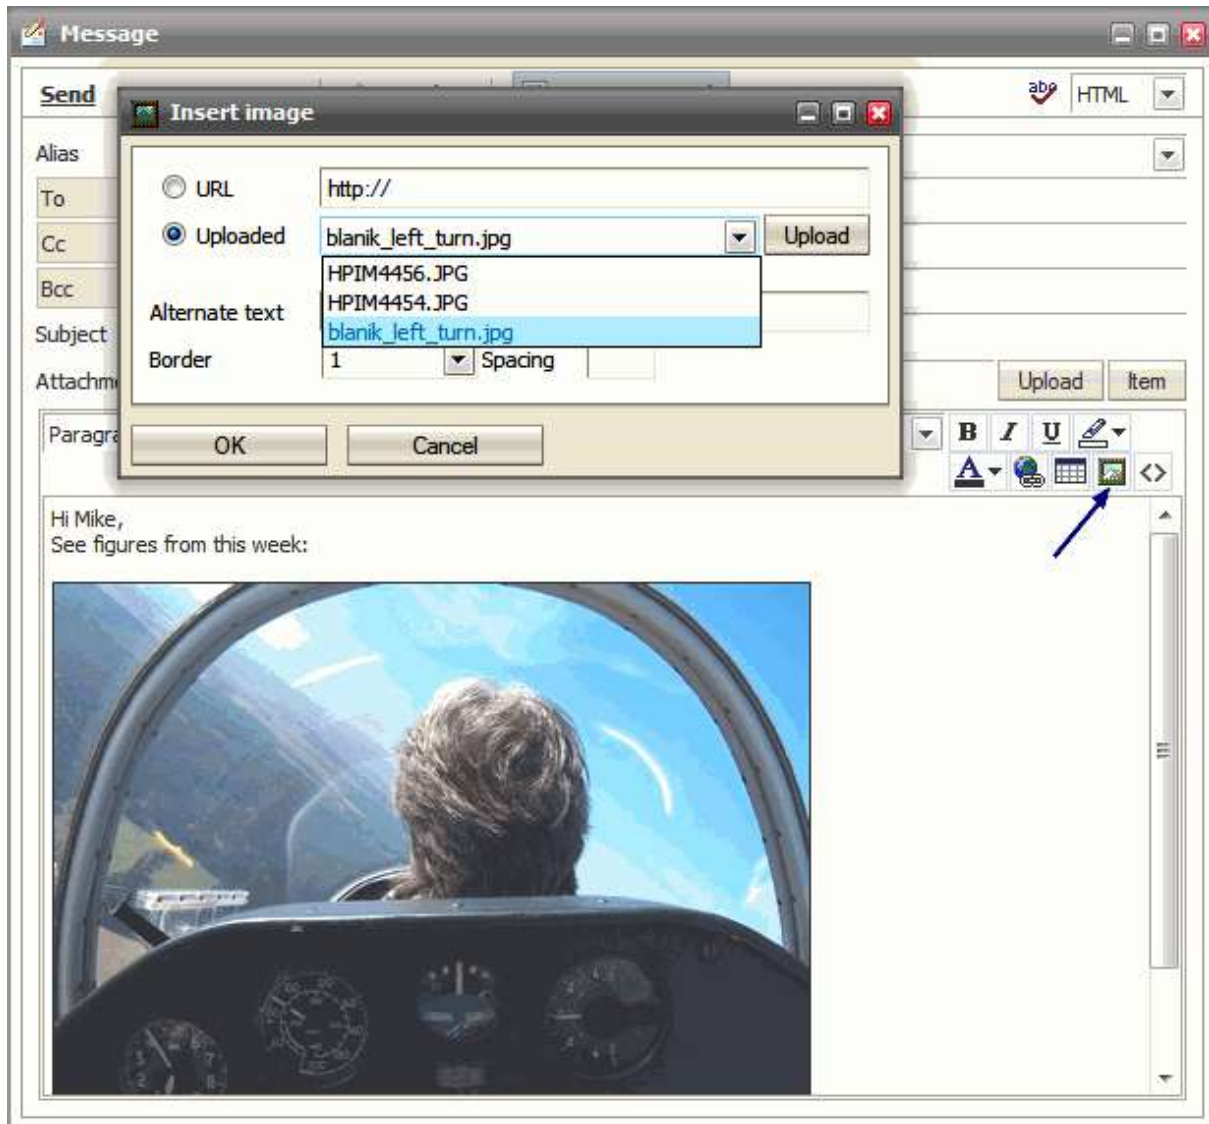 Message
Send
HTML
Insert image
Alias
URL http://
To
Uploaded blanik_left_turn.jpg Upload
Cc
HPIM4456.JPG
Bcc
HPIM4454.JPG
Alternate text
blanik_left_turn.jpg
Subject
Border 1 Spacing
Attachm
Upload Item
Paragra
B I U
OK Cancel
A
Hi Mike,
See figures from this week: